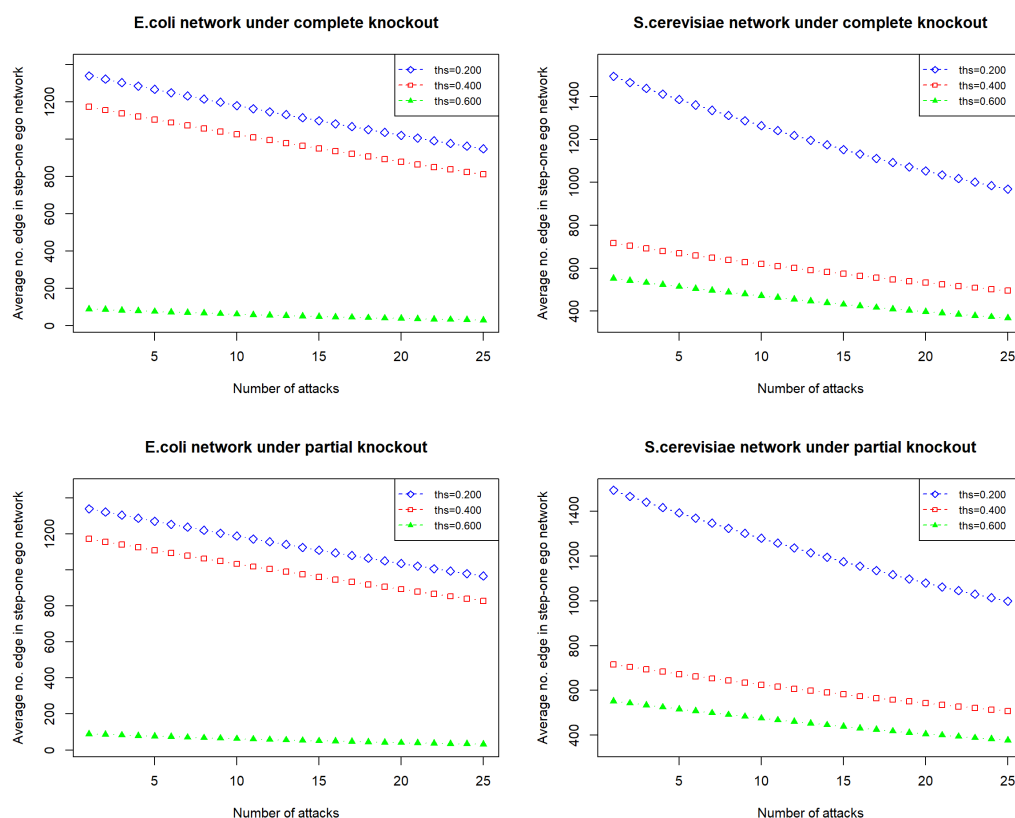 E.coli network under complete knockout
Average no. edge in step-one ego network
0
200
400
600
800
1200
ths=0.200
ths=0.400
ths=0.600
5
10
15
20
25
Number of attacks
S.cerevisiae network under complete knockout
Average no. edge in step-one ego network
400
600
800
1000
1200
1400
ths=0.200
ths=0.400
ths=0.600
5
10
15
20
25
Number of attacks
E.coli network under partial knockout
Average no. edge in step-one ego network
0
200
400
600
800
1200
ths=0.200
ths=0.400
ths=0.600
5
10
15
20
25
Number of attacks
S.cerevisiae network under partial knockout
Average no. edge in step-one ego network
400
600
800
1000
1200
1400
ths=0.200
ths=0.400
ths=0.600
5
10
15
20
25
Number of attacks